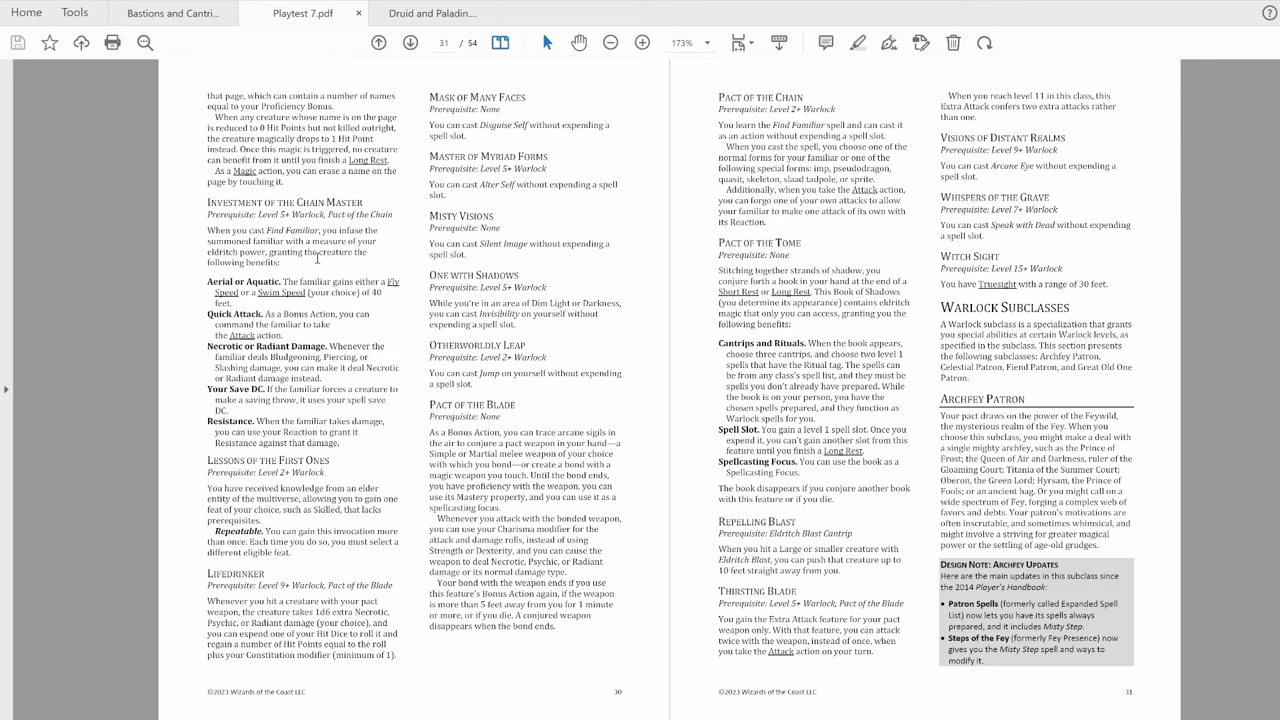 Home
Tools
Bastions and Cantri...
Playtest 7.pdf
×
Druid and Paladin....
31 / 54
173%
that page, which can contain a number of names
equal to your Proficiency Bonus.
When any creature whose name is on the page
is reduced to 0 Hit Points but not killed outright,
the creature magically drops to 1 Hit Point
instead. Once this magic is triggered, no creature
can benefit from it until you finish a Long Rest.
As a Magic action, you can erase a name on the
page by touching it.
INVESTMENT OF THE CHAIN MASTER
Prerequisite: Level 5+ Warlock, Pact of the Chain
When you cast Find Familiar, you infuse the
summoned familiar with a measure of your
eldritch power, granting the creature the
following benefits:
Aerial or Aquatic. The familiar gains either a Fly
Speed or a Swim Speed (your choice) of 40
feet.
Quick Attack. As a Bonus Action, you can
command the familiar to take
the Attack action.
Necrotic or Radiant Damage. Whenever the
familiar deals Bludgeoning, Piercing, or
Slashing damage, you can make it deal Necrotic
or Radiant damage instead.
Your Save DC. If the familiar forces a creature to
make a saving throw, it uses your spell save
DC.
Resistance. When the familiar takes damage,
you can use your Reaction to grant it
Resistance against that damage,
LESSONS OF THE FIRST ONES
Prerequisite: Level 2+ Warlock
You have received knowledge from an elder
entity of the multiverse, allowing you to gain one
feat of your choice, such as Skilled, that lacks
prerequisites.
Repeatable. You can gain this invocation more
than once. Each time you do so, you must select a
different eligible feat.
LIFEDRINKER
Prerequisite: Level 9+ Warlock, Pact of the Blade
Whenever you hit a creature with your pact
weapon, the creature takes 1d6 extra Necrotic,
Psychic, or Radiant damage (your choice), and
you can expend one of your Hit Dice to roll it and
regain a number of Hit Points equal to the roll
plus your Constitution modifier (minimum of 1).
MASK OF MANY FACES
Prerequisite: None
You can cast Disguise Self without expending a
spell slot.
MASTER OF MYRIAD FORMS
Prerequisite: Level 5+ Warlock
You can cast Alter Self without expending a spell
slot.
MISTY VISIONS
Prerequisite: None
You can cast Silent Image without expending a
spell slot.
ONE WITH SHADOWS
Prerequisite: Level 5+ Warlock
While you're in an area of Dim Light or Darkness,
you can cast Invisibility on yourself without
expending a spell slot.
OTHERWORLDLY LEAP
Prerequisite: Level 2+ Warlock
You can cast Jump on yourself without expending
a spell slot.
PACT OF THE BLADE
Prerequisite: None
As a Bonus Action, you can trace arcane sigils in
the air to conjure a pact weapon in your hand—a
Simple or Martial melee weapon of your choice
with which you bond—or create a bond with a
magic weapon you touch. Until the bond ends,
you have proficiency with the weapon, you can
use its Mastery property, and you can use it as a
spellcasting focus.
Whenever you attack with the bonded weapon,
you can use your Charisma modifier for the
attack and damage rolls, instead of using
Strength or Dexterity, and you can cause the
weapon to deal Necrotic, Psychic, or Radiant
damage or its normal damage type.
Your bond with the weapon ends if you use
this feature's Bonus Action again, if the weapon
is more than 5 feet away from you for 1 minute
or more, or if you die. A conjured weapon
disappears when the bond ends.
©2023 Wizards of the Coast LLC
30
PACT OF THE CHAIN
Prerequisite: Level 2+ Warlock
You learn the Find Familiar spell and can cast it
as an action without expending a spell slot.
When you cast the spell, you choose one of the
normal forms for your familiar or one of the
following special forms: imp, pseudodragon,
quasit, skeleton, slaad tadpole, or sprite.
Additionally, when you take the Attack action,
you can forgo one of your own attacks to allow
your familiar to make one attack of its own with
its Reaction.
PACT OF THE TOME
Prerequisite: None
Stitching together strands of shadow, you
conjure forth a book in your hand at the end of a
Short Rest or Long Rest. This Book of Shadows
(you determine its appearance) contains eldritch
magic that only you can access, granting you the
following benefits:
Cantrips and Rituals. When the book appears,
choose three cantrips, and choose two level 1
spells that have the Ritual tag. The spells can
be from any class's spell list, and they must be
spells you don't already have prepared. While
the book is on your person, you have the
chosen spells prepared, and they function as
Warlock spells for you.
Spell Slot. You gain a level 1 spell slot. Once you
expend it, you can't gain another slot from this
feature until you finish a Long Rest.
Spellcasting Focus. You can use the book as a
Spellcasting Focus.
The book disappears if you conjure another book
with this feature or if you die.
REPELLING BLAST
Prerequisite: Eldritch Blast Cantrip
When you hit a Large or smaller creature with
Eldritch Blast, you can push that creature up to
10 feet straight away from you.
THIRSTING BLADE
Prerequisite: Level 5+ Warlock, Pact of the Blade
You gain the Extra Attack feature for your pact
weapon only. With that feature, you can attack
twice with the weapon, instead of once, when
you take the Attack action on your turn.
When you reach level 11 in this class, this
Extra Attack confers two extra attacks rather
than one.
VISIONS OF DISTANT REALMS
Prerequisite: Level 9+ Warlock
You can cast Arcane Eye without expending a
spell slot.
WHISPERS OF THE GRAVE
Prerequisite: Level 7+ Warlock
You can cast Speak with Dead without expending
a spell slot.
WITCH SIGHT
Prerequisite: Level 15+ Warlock
You have Truesight with a range of 30 feet.
WARLOCK SUBCLASSES
A Warlock subclass is a specialization that grants
you special abilities at certain Warlock levels, as
specified in the subclass. This section presents
the following subclasses: Archfey Patron,
Celestial Patron, Fiend Patron, and Great Old One
Patron.
ARCHFEY PATRON
Your pact draws on the power of the Feywild,
the mysterious realm of the Fey. When you
choose this subclass, you might make a deal with
a single mighty archfey, such as the Prince of
Frost; the Queen of Air and Darkness, ruler of the
Gloaming Court; Titania of the Summer Court;
Oberon, the Green Lord; Hyrsam, the Prince of
Fools; or an ancient hag. Or you might call on a
wide spectrum of Fey, forging a complex web of
favors and debts. Your patron's motivations are
often inscrutable, and sometimes whimsical, and
might involve a striving for greater magical
power or the settling of age-old grudges.
DESIGN NOTE: ARCHFEY UPDATES
Here are the main updates in this subclass since
the 2014 Player's Handbook:
• Patron Spells (formerly called Expanded Spell
List) now lets you have its spells always
prepared, and it includes Misty Step.
• Steps of the Fey (formerly Fey Presence) now
gives you the Misty Step spell and ways to
modify it.
©2023 Wizards of the Coast LLC
31